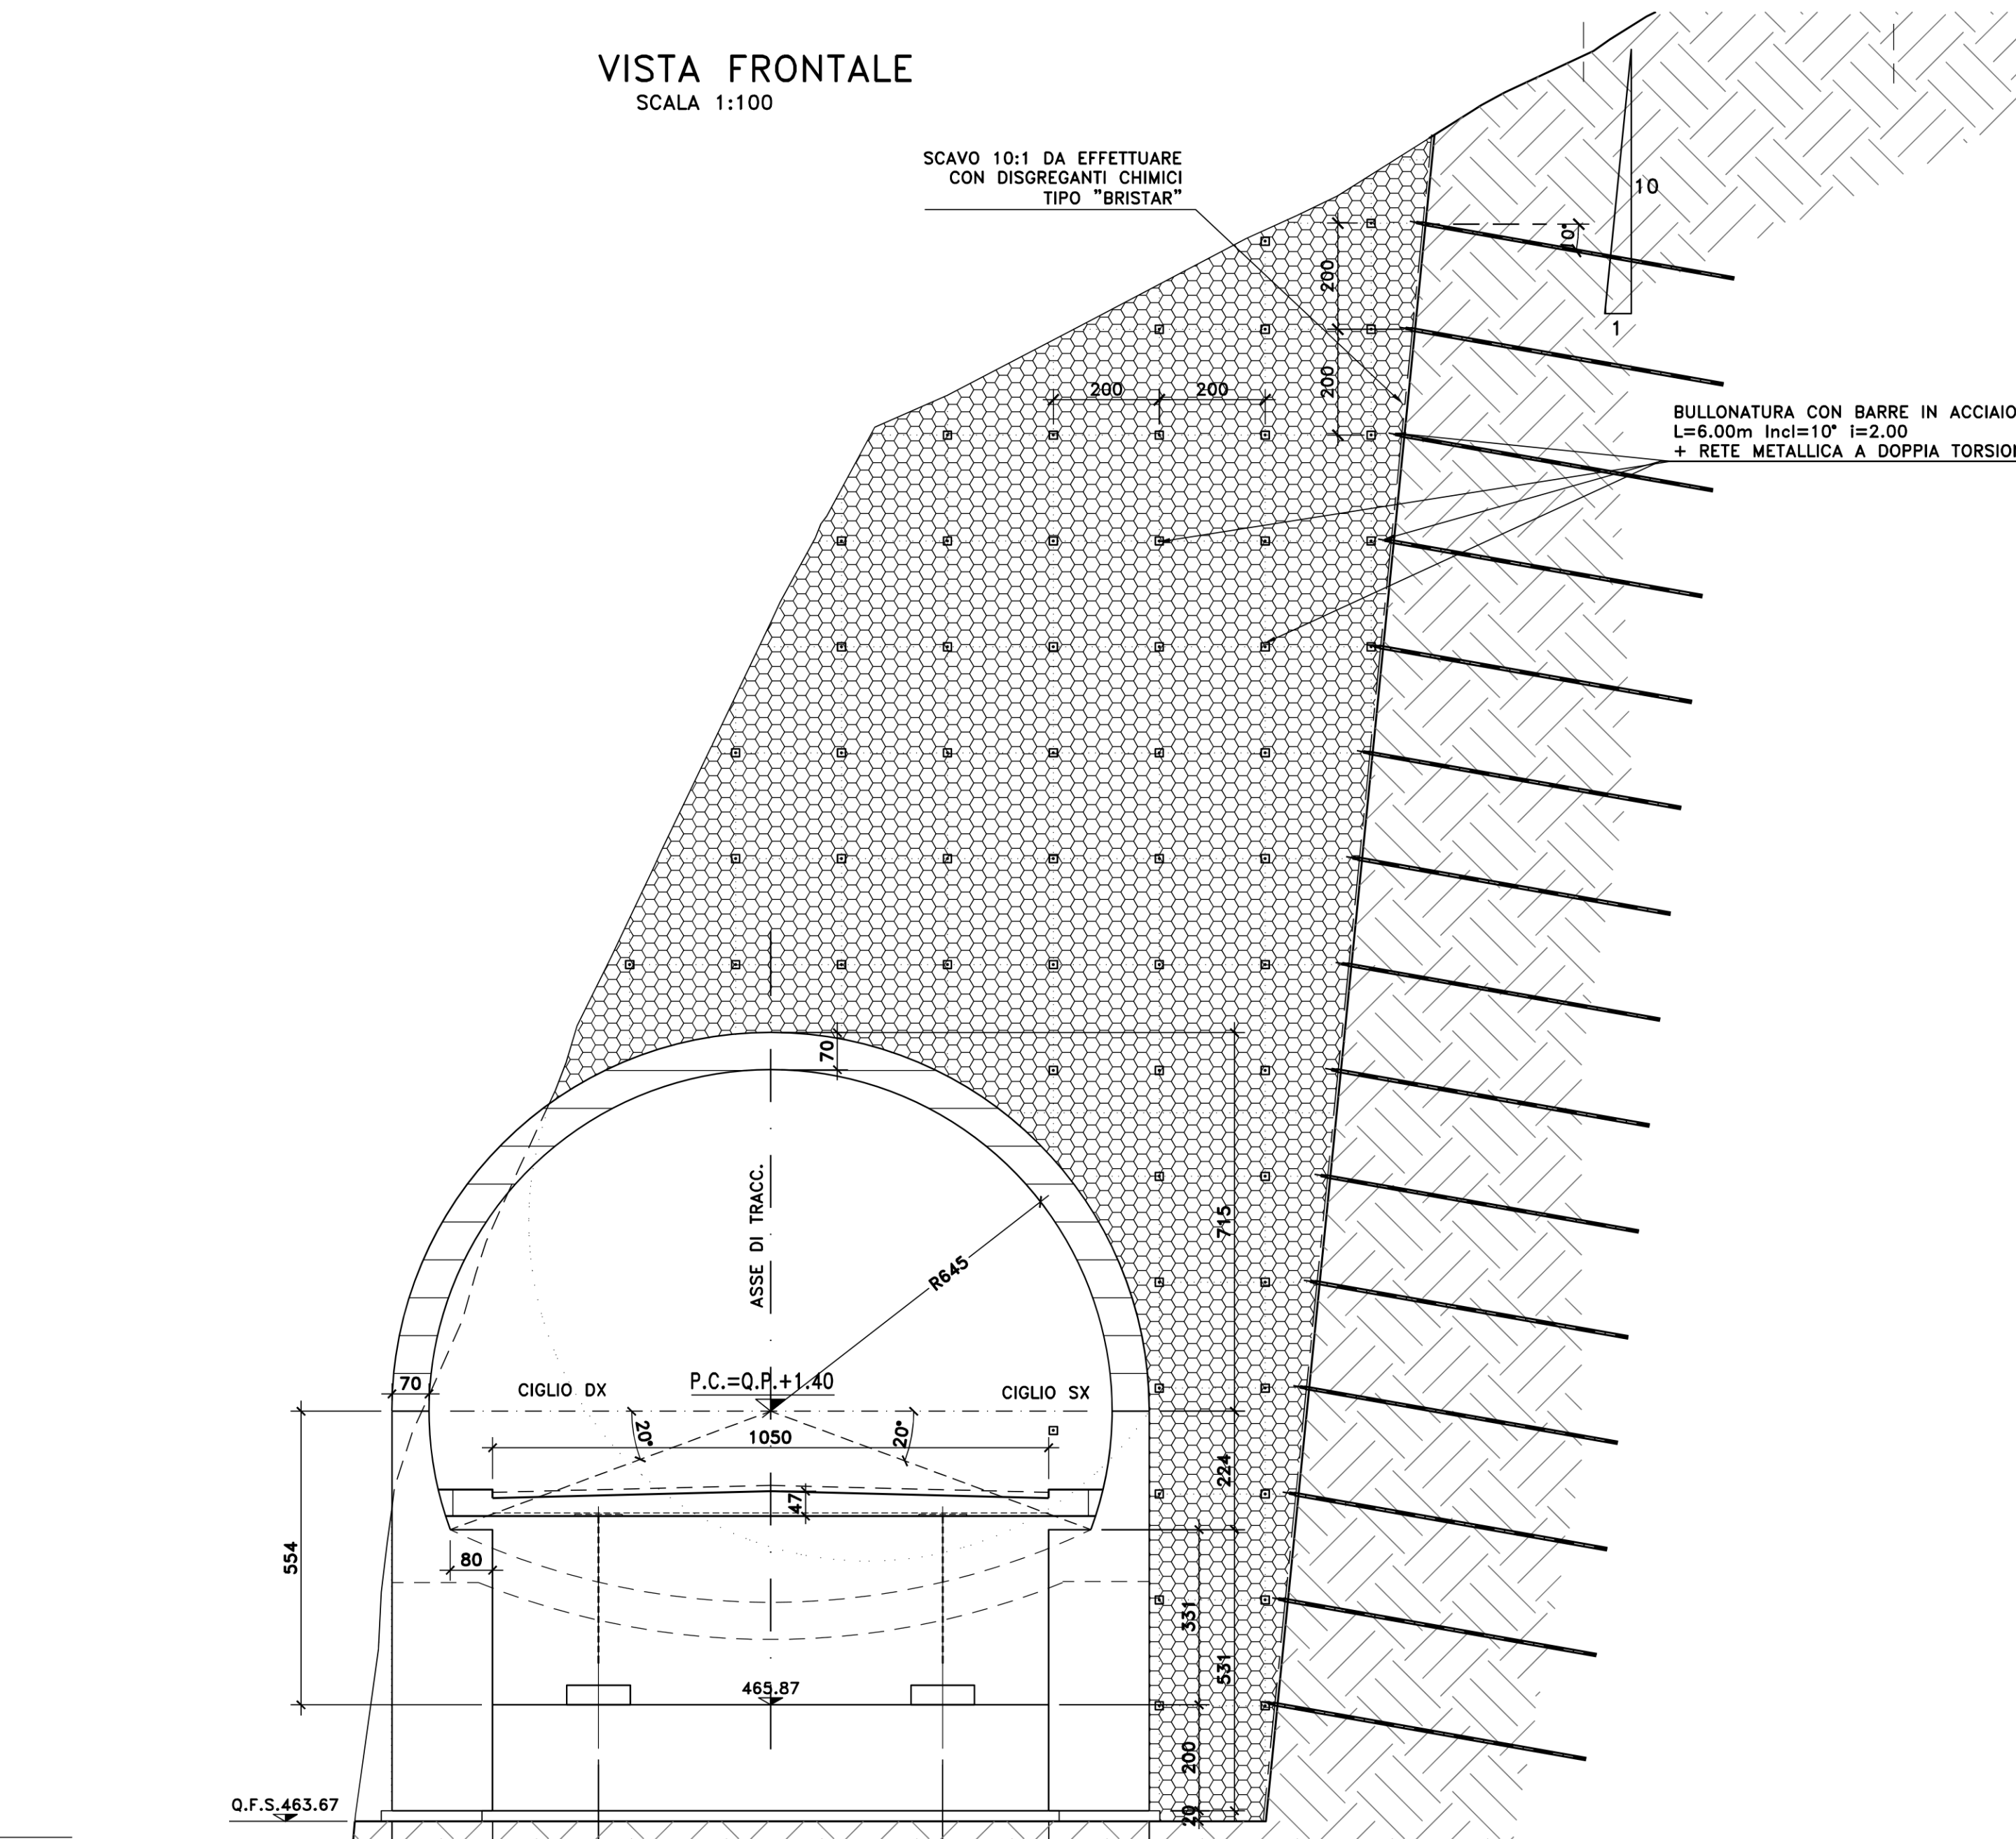 VISTA FRONTALE
SCALA 1:100
SCAVO 10:1 DA EFFETTUARE
CON DISGREGANTI CHIMICI
TIPO "BRISTAR"
10
10°
1
200
200
200
200
BULLONATURA CON BARRE IN ACCIAIO
L=6.00m Incl=10° i=2.00
+ RETE METALLICA A DOPPIA
70
ASSE DI TRACC.
715
R645
70
CIGLIO DX
P.C.=Q.P.+1.40
CIGLIO SX
20°
20°
1050
224
47
554
80
331
531
465.87
200
Q.F.S.463.67
20